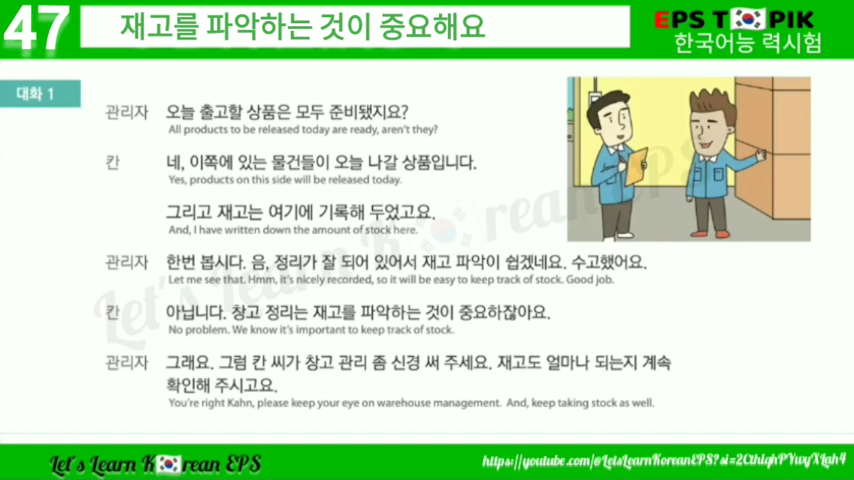 47
재고를 파악하는 것이 중요해요
EPS TOPIK
한국어능 력시험
대화 1
관리자 오늘 출고할 상품은 모두 준비됐지요?
All products to be released today are ready, aren't they?
칸 네, 이쪽에 있는 물건들이 오늘 나갈 상품입니다.
Yes, products on this side will be released today.
그리고 재고는 여기에 기록해 두었고요.
And, I have written down the amount of stock here.
관리자 한번 봅시다. 음, 정리가 잘 되어 있어서 재고 파악이 쉽겠네요. 수고했어요.
Let me see that. Hmm, it's nicely recorded, so it will be easy to keep track of stock. Good job.
칸 아닙니다. 창고 정리는 재고를 파악하는 것이 중요하잖아요.
No problem. We know it's important to keep track of stock.
관리자 그래요. 그럼 칸 씨가 창고 관리 좀 신경 써 주세요. 재고도 얼마나 되는지 계속
확인해 주시고요.
You're right Kahn, please keep your eye on warehouse management. And, keep taking stock as well.
Let's Learn Korean EPS
Let's Learn Korean EPS